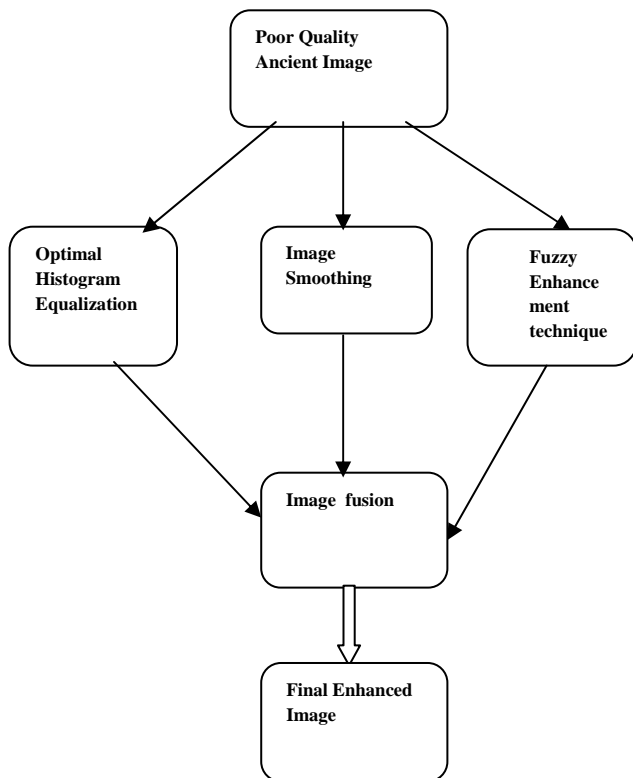 Poor Quality
Ancient Image
Optimal
Histogram
Equalization
Image
Smoothing
Fuzzy
Enhance
ment
technique
Image fusion
Final Enhanced
Image